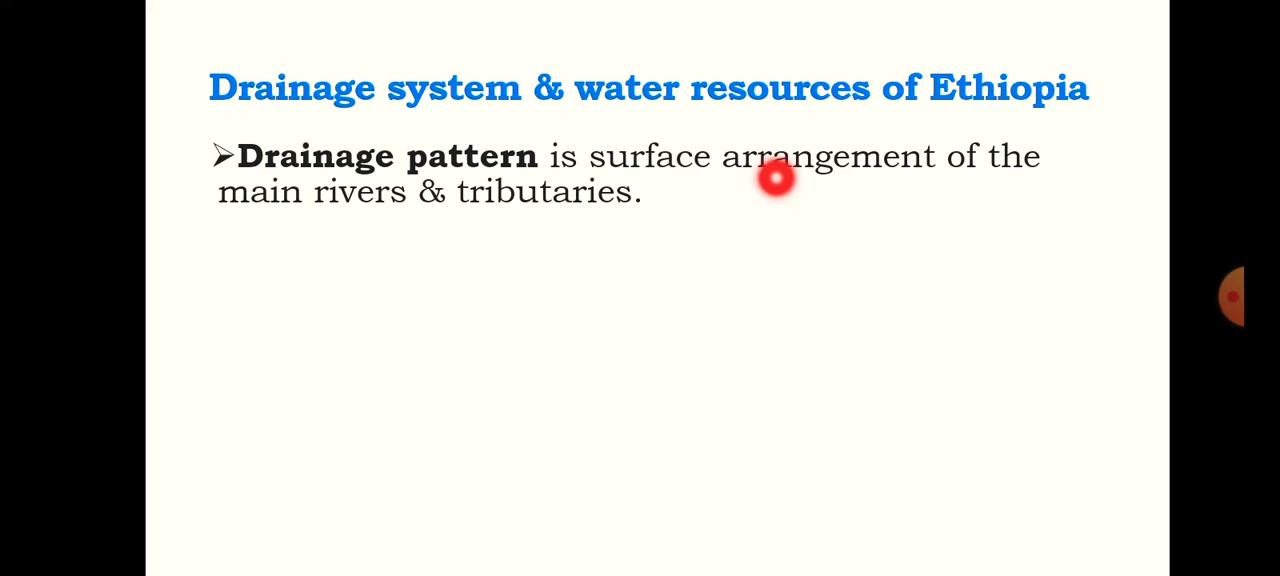 Drainage system & water resources of Ethiopia
➢Drainage pattern is surface arrangement of the
main rivers & tributaries.